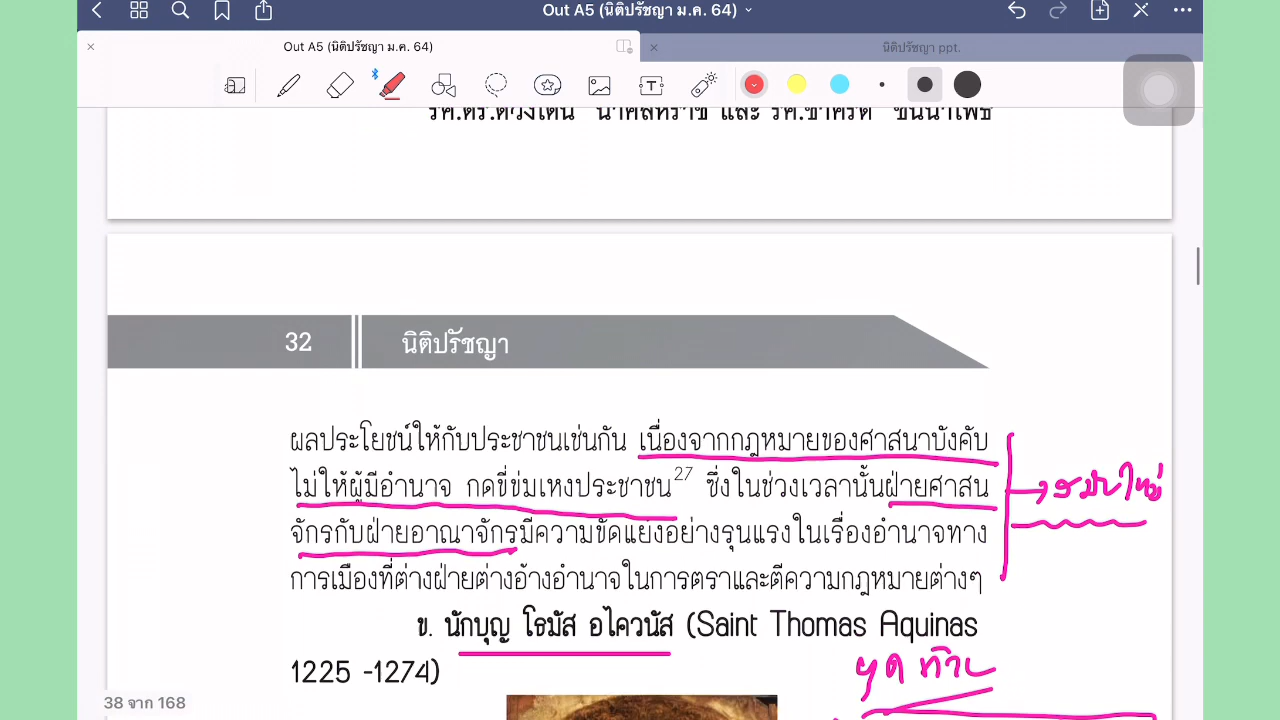 Out A5 (นิติปรัชญา ม.ค. 64)
Out A5 (นิติปรัชญา ม.ค. 64)
นิติปรัชญา ppt.
และ
32 นิติปรัชญา
ผลประโยชน์ให้กับประชาชนเช่นกัน เนื่องจากกฎหมายของศาสนาบังคับ
ไม่ให้ผู้มีอำนาจ กดขี่ข่มเหงประชาชน27 ซึ่งในช่วงเวลานั้นฝ่ายศาสน
จักรกับฝ่ายอาณาจักรมีความขัดแย้งอย่างรุนแรงในเรื่องอำนาจทาง
การเมืองที่ต่างฝ่ายต่างอ้างอำนาจในการตราและตีความกฎหมายต่างๆ
ข. นักบุญ โธมัส อไควนัส (Saint Thomas Aquinas
1225 -1274)
38 จาก 168